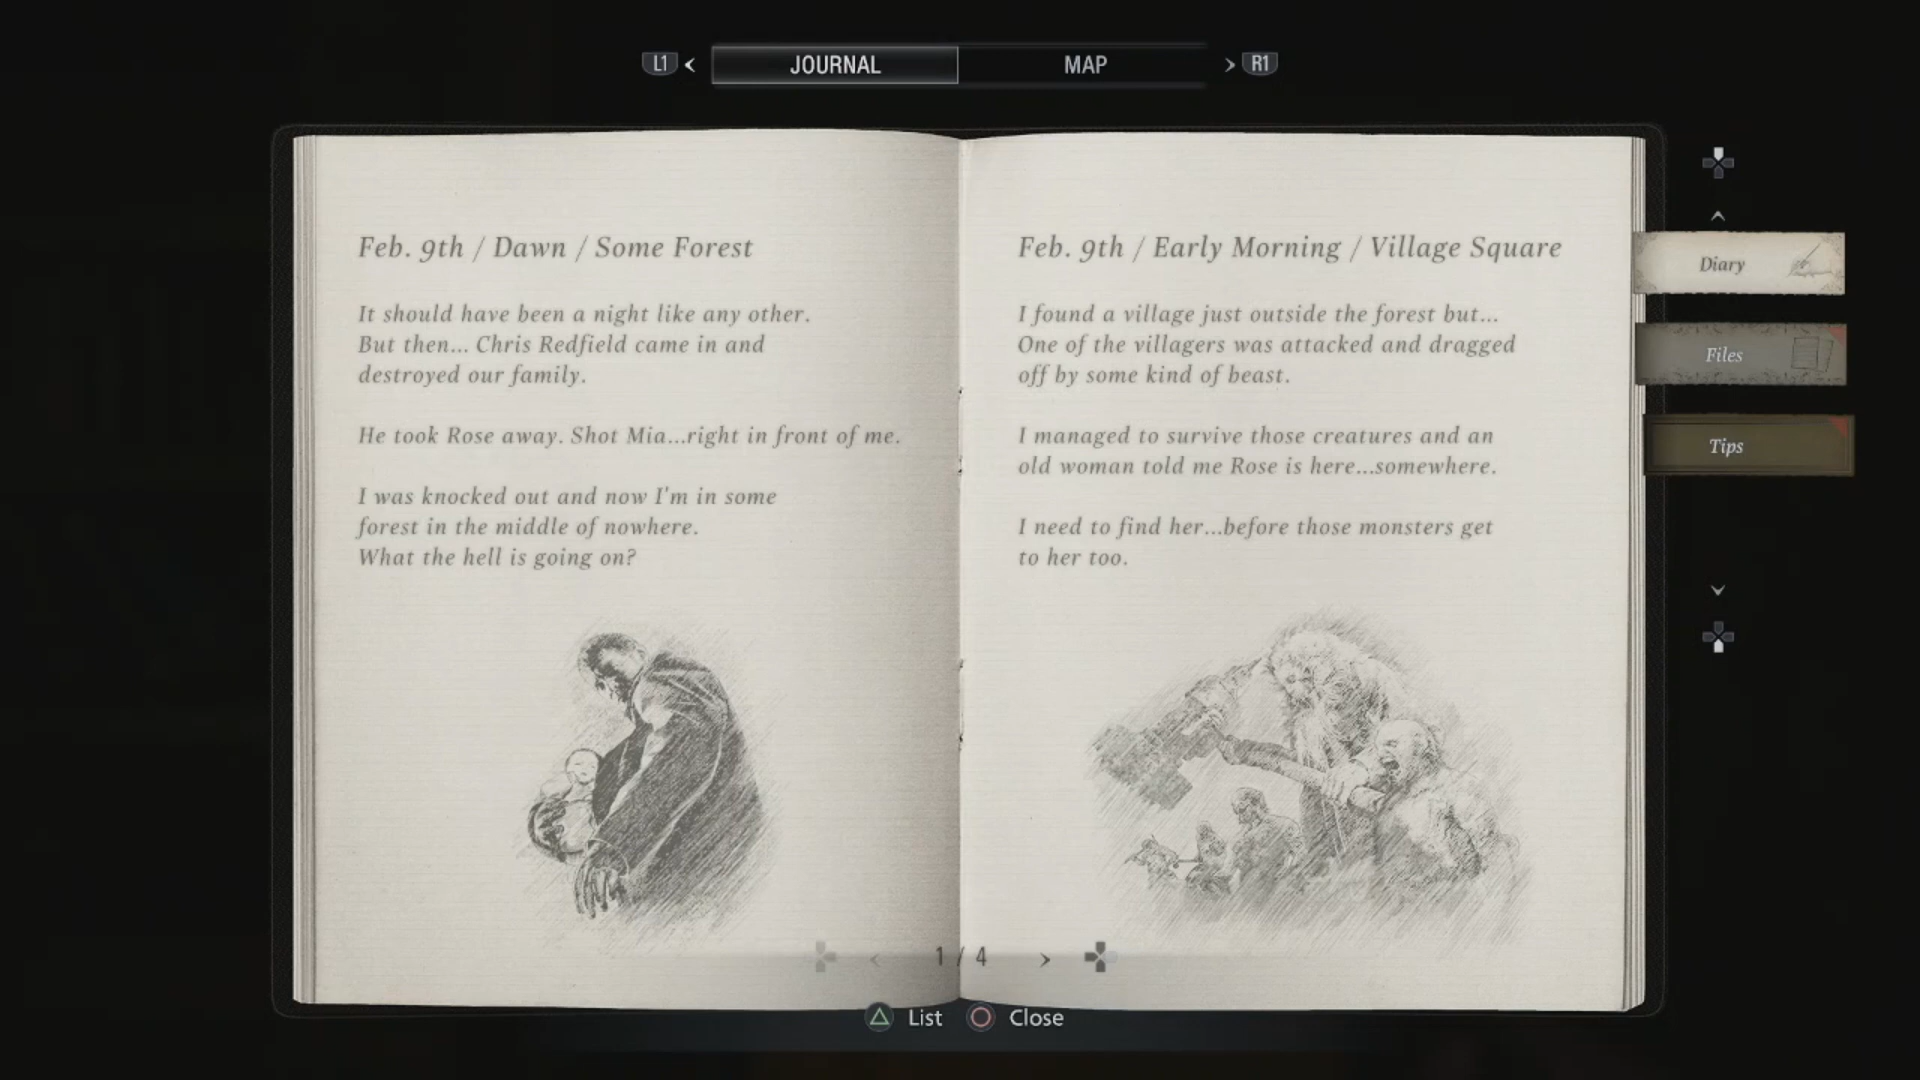 L1 JOURNAL MAP R1
Feb. 9th / Dawn / Some Forest
It should have been a night like any other.
But then... Chris Redfield came in and
destroyed our family.
He took Rose away. Shot Mia...right in front of me.
I was knocked out and now I'm in some
forest in the middle of nowhere.
What the hell is going on?
Feb. 9th / Early Morning / Village Square
I found a village just outside the forest but...
One of the villagers was attacked and dragged
off by some kind of beast.
I managed to survive those creatures and an
old woman told me Rose is here...somewhere.
I need to find her...before those monsters get
to her too.
Diary
Files
Tips
1 / 4
List Close